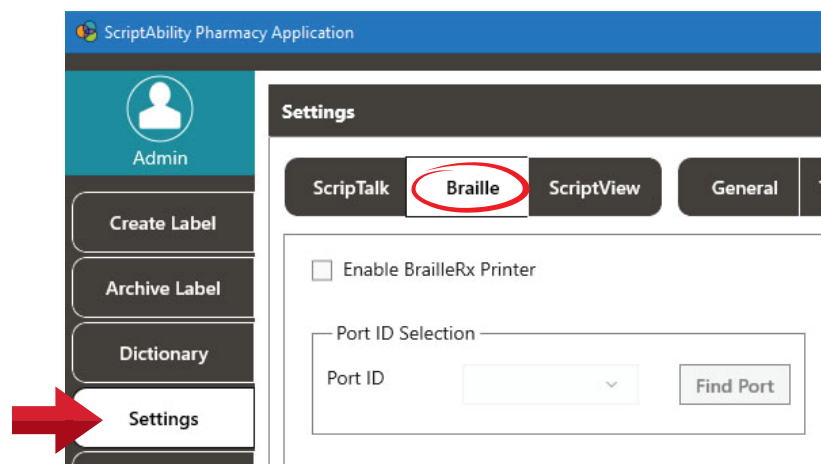 ScriptAbility Pharmacy Application
Admin
Create Label
Archive Label
Dictionary
Settings
Settings
ScripTalk Braille ScriptView General
Enable BrailleRx Printer
Port ID Selection
Port ID Find Port